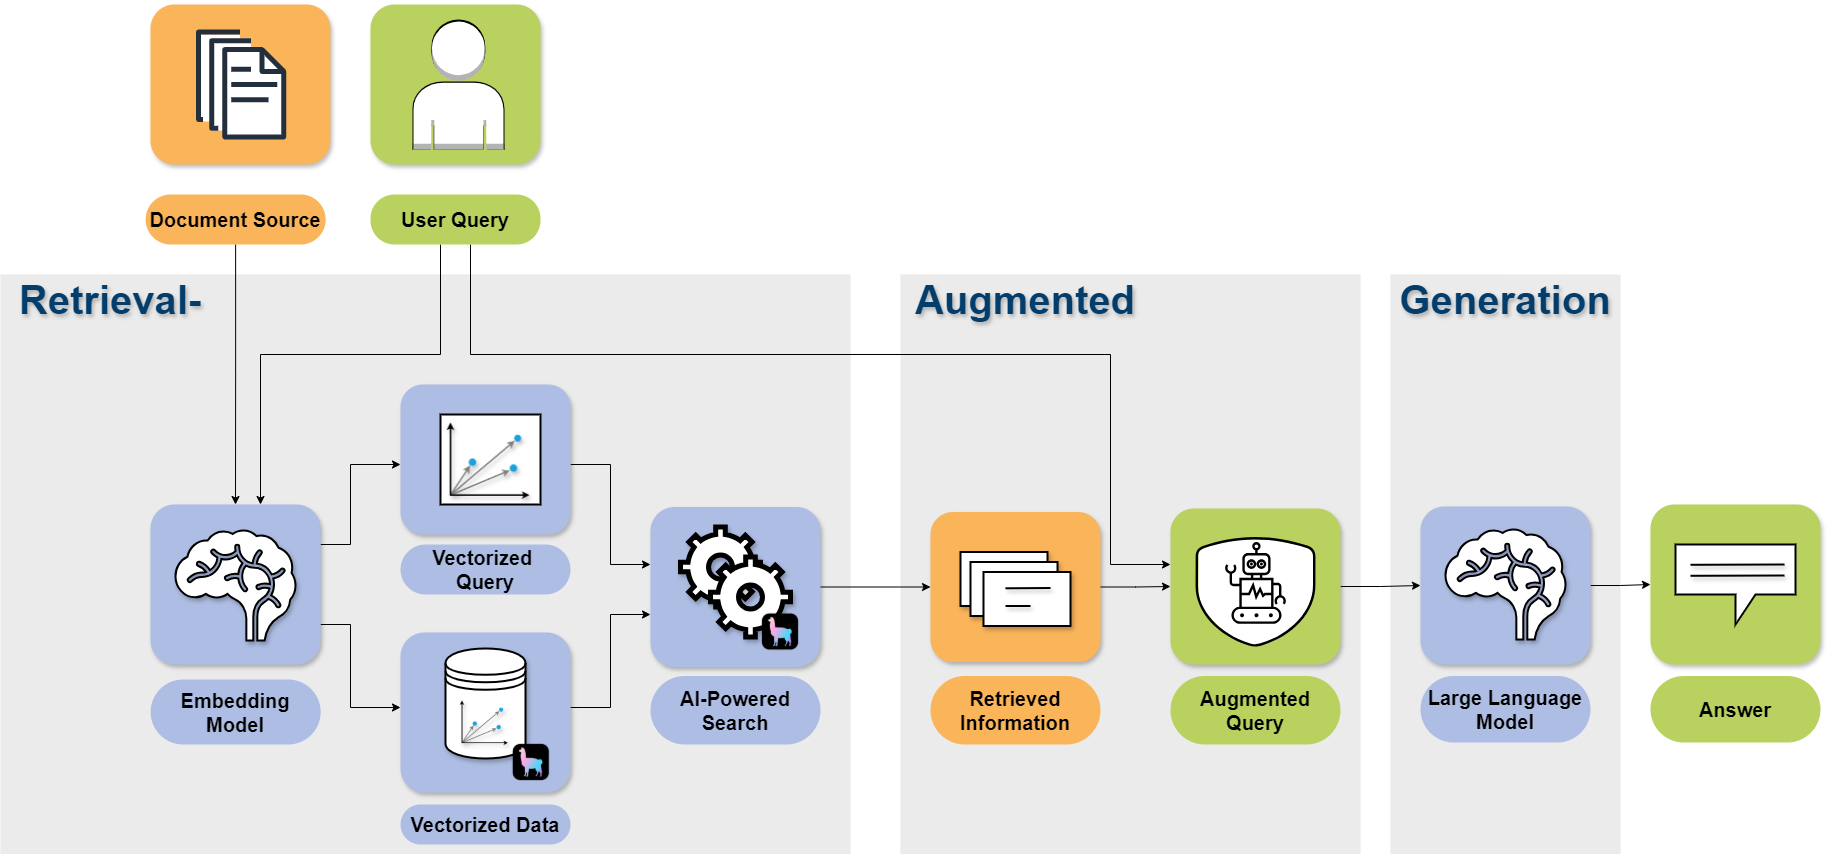 Document Source
User Query
Retrieval-
Augmented
Generation
Vectorized
Query
Embedding
Model
Vectorized Data
AI-Powered
Search
Retrieved
Information
Augmented
Query
Large Language
Model
Answer